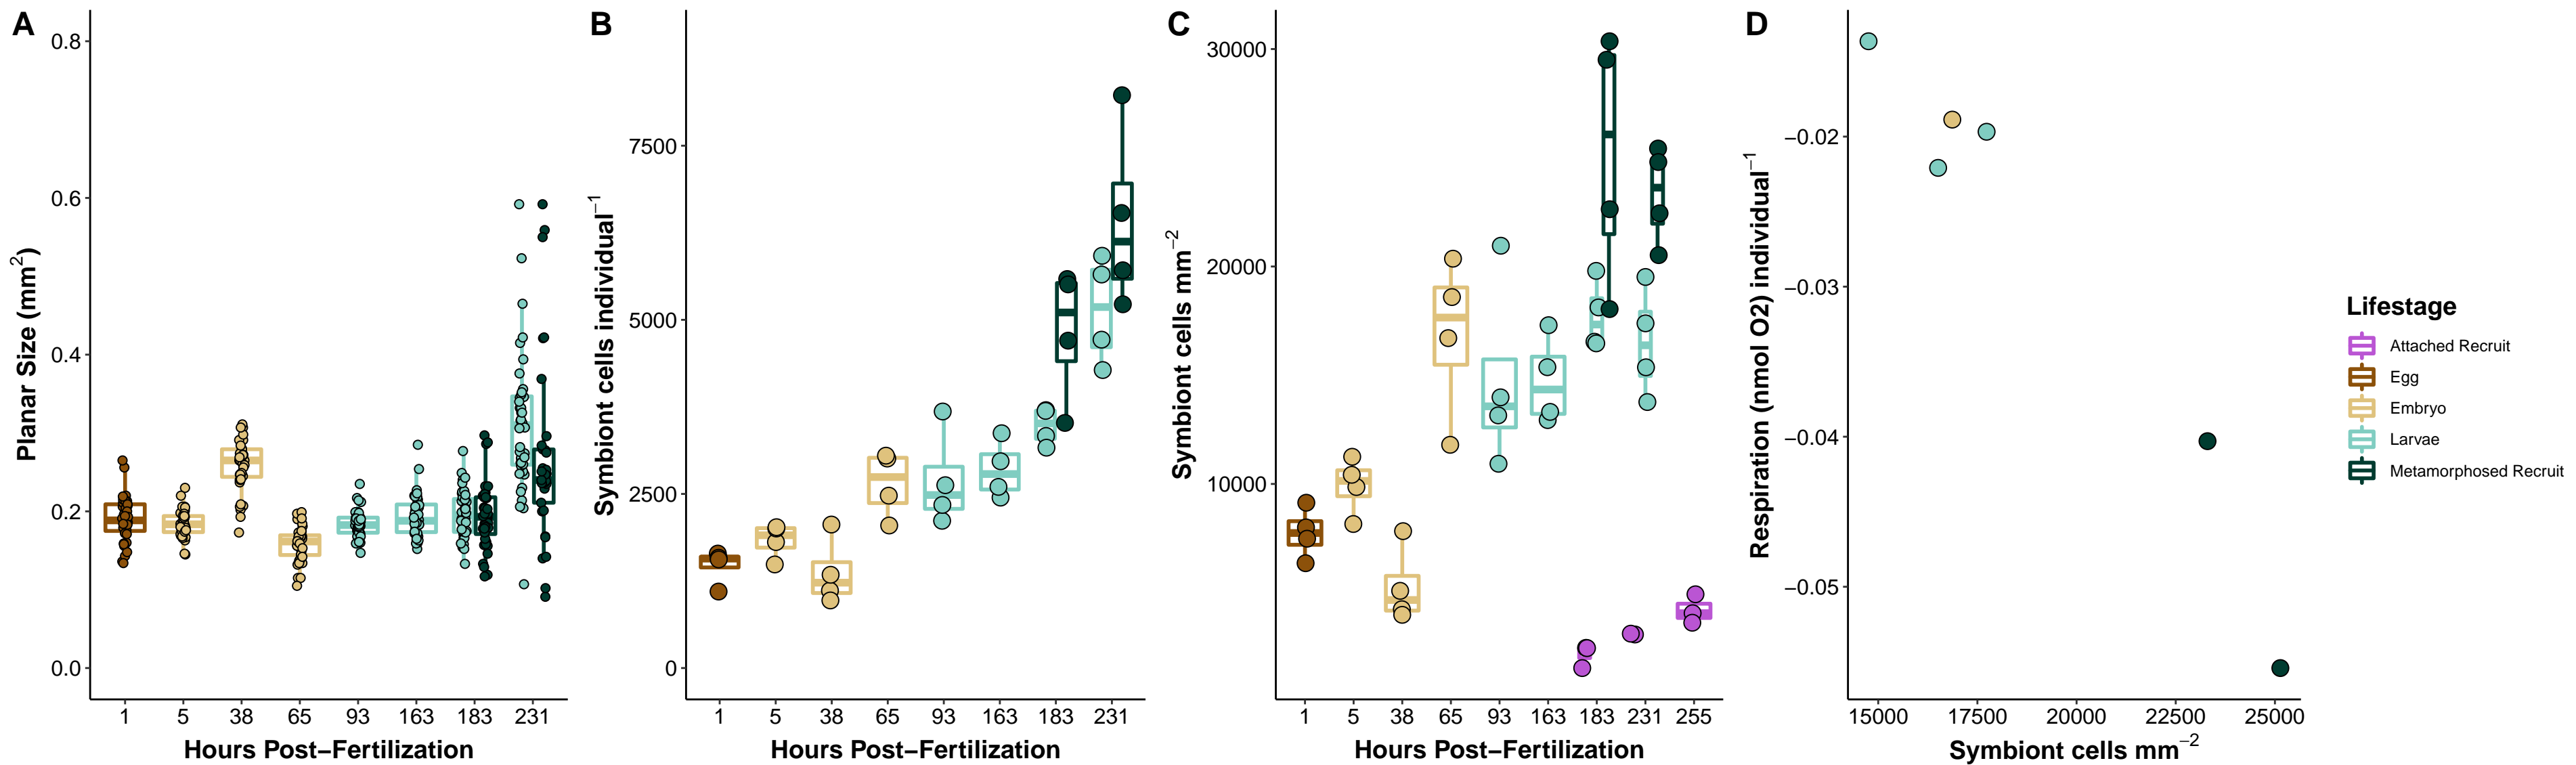 A
Planar Size (mm2)
0.8
0.6
0.4
0.2
0.0
1 5 38 65 93 163 183 231
Hours Post−Fertilization
B
Symbiont cells individual−1
7500
5000
2500
0
1 5 38 65 93 163 183 231
Hours Post−Fertilization
C
Symbiont cells mm−2
30000
20000
10000
1 5 38 65 93 163 183 231 255
Hours Post−Fertilization
D
Respiration (nmol O2) individual−1
−0.02
−0.03
−0.04
−0.05
15000 17500 20000 22500 25000
Symbiont cells mm−2
Lifestage
Attached Recruit
Egg
Embryo
Larvae
Metamorphosed Recruit